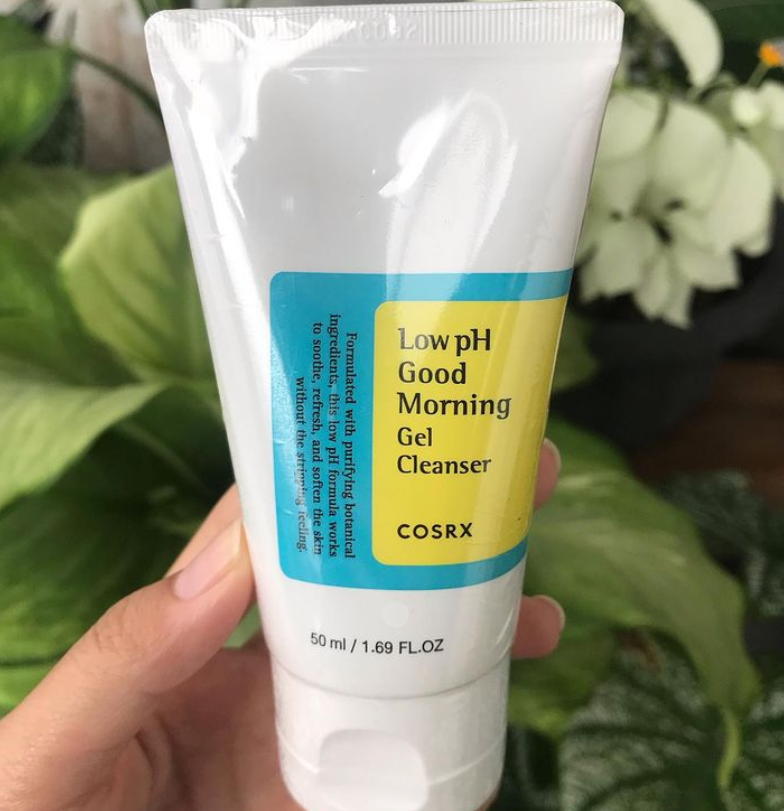 Low pH
Good
Morning
Gel
Cleanser
COSRX
Formulated with purifying botanical
ingredients, this low pH formula works
to soothe, refresh, and soften the skin
without the stripping feeling.
50 ml / 1.69 FL.OZ